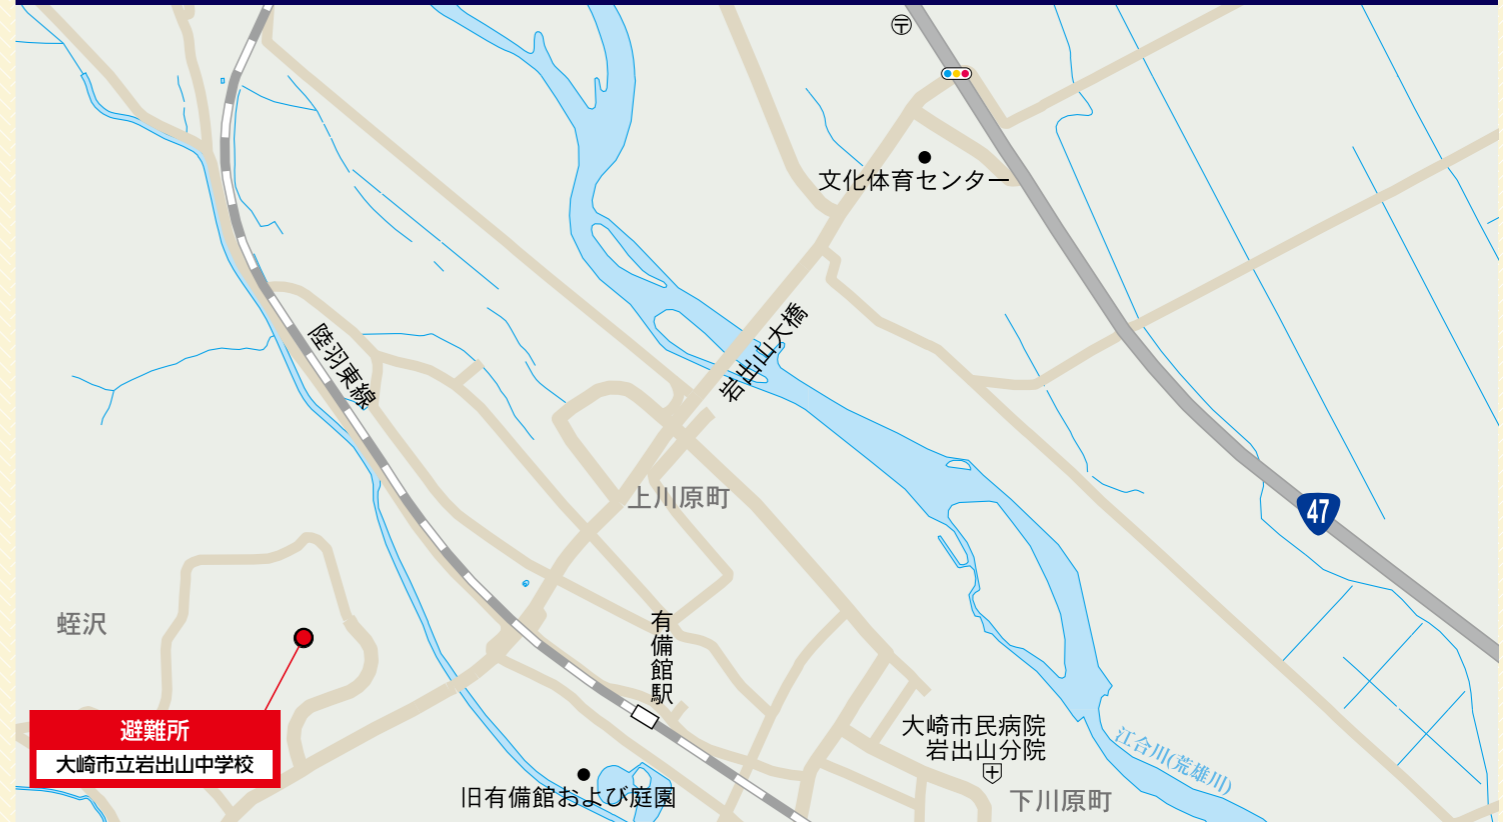 文化体育センター
岩出山大橋
陸羽東線
上川原町
47
蛭沢
有備館駅
避難所
大崎市立岩出山中学校
大崎市民病院
岩出山分院
江合川(荒雄川)
旧有備館および庭園
下川原町